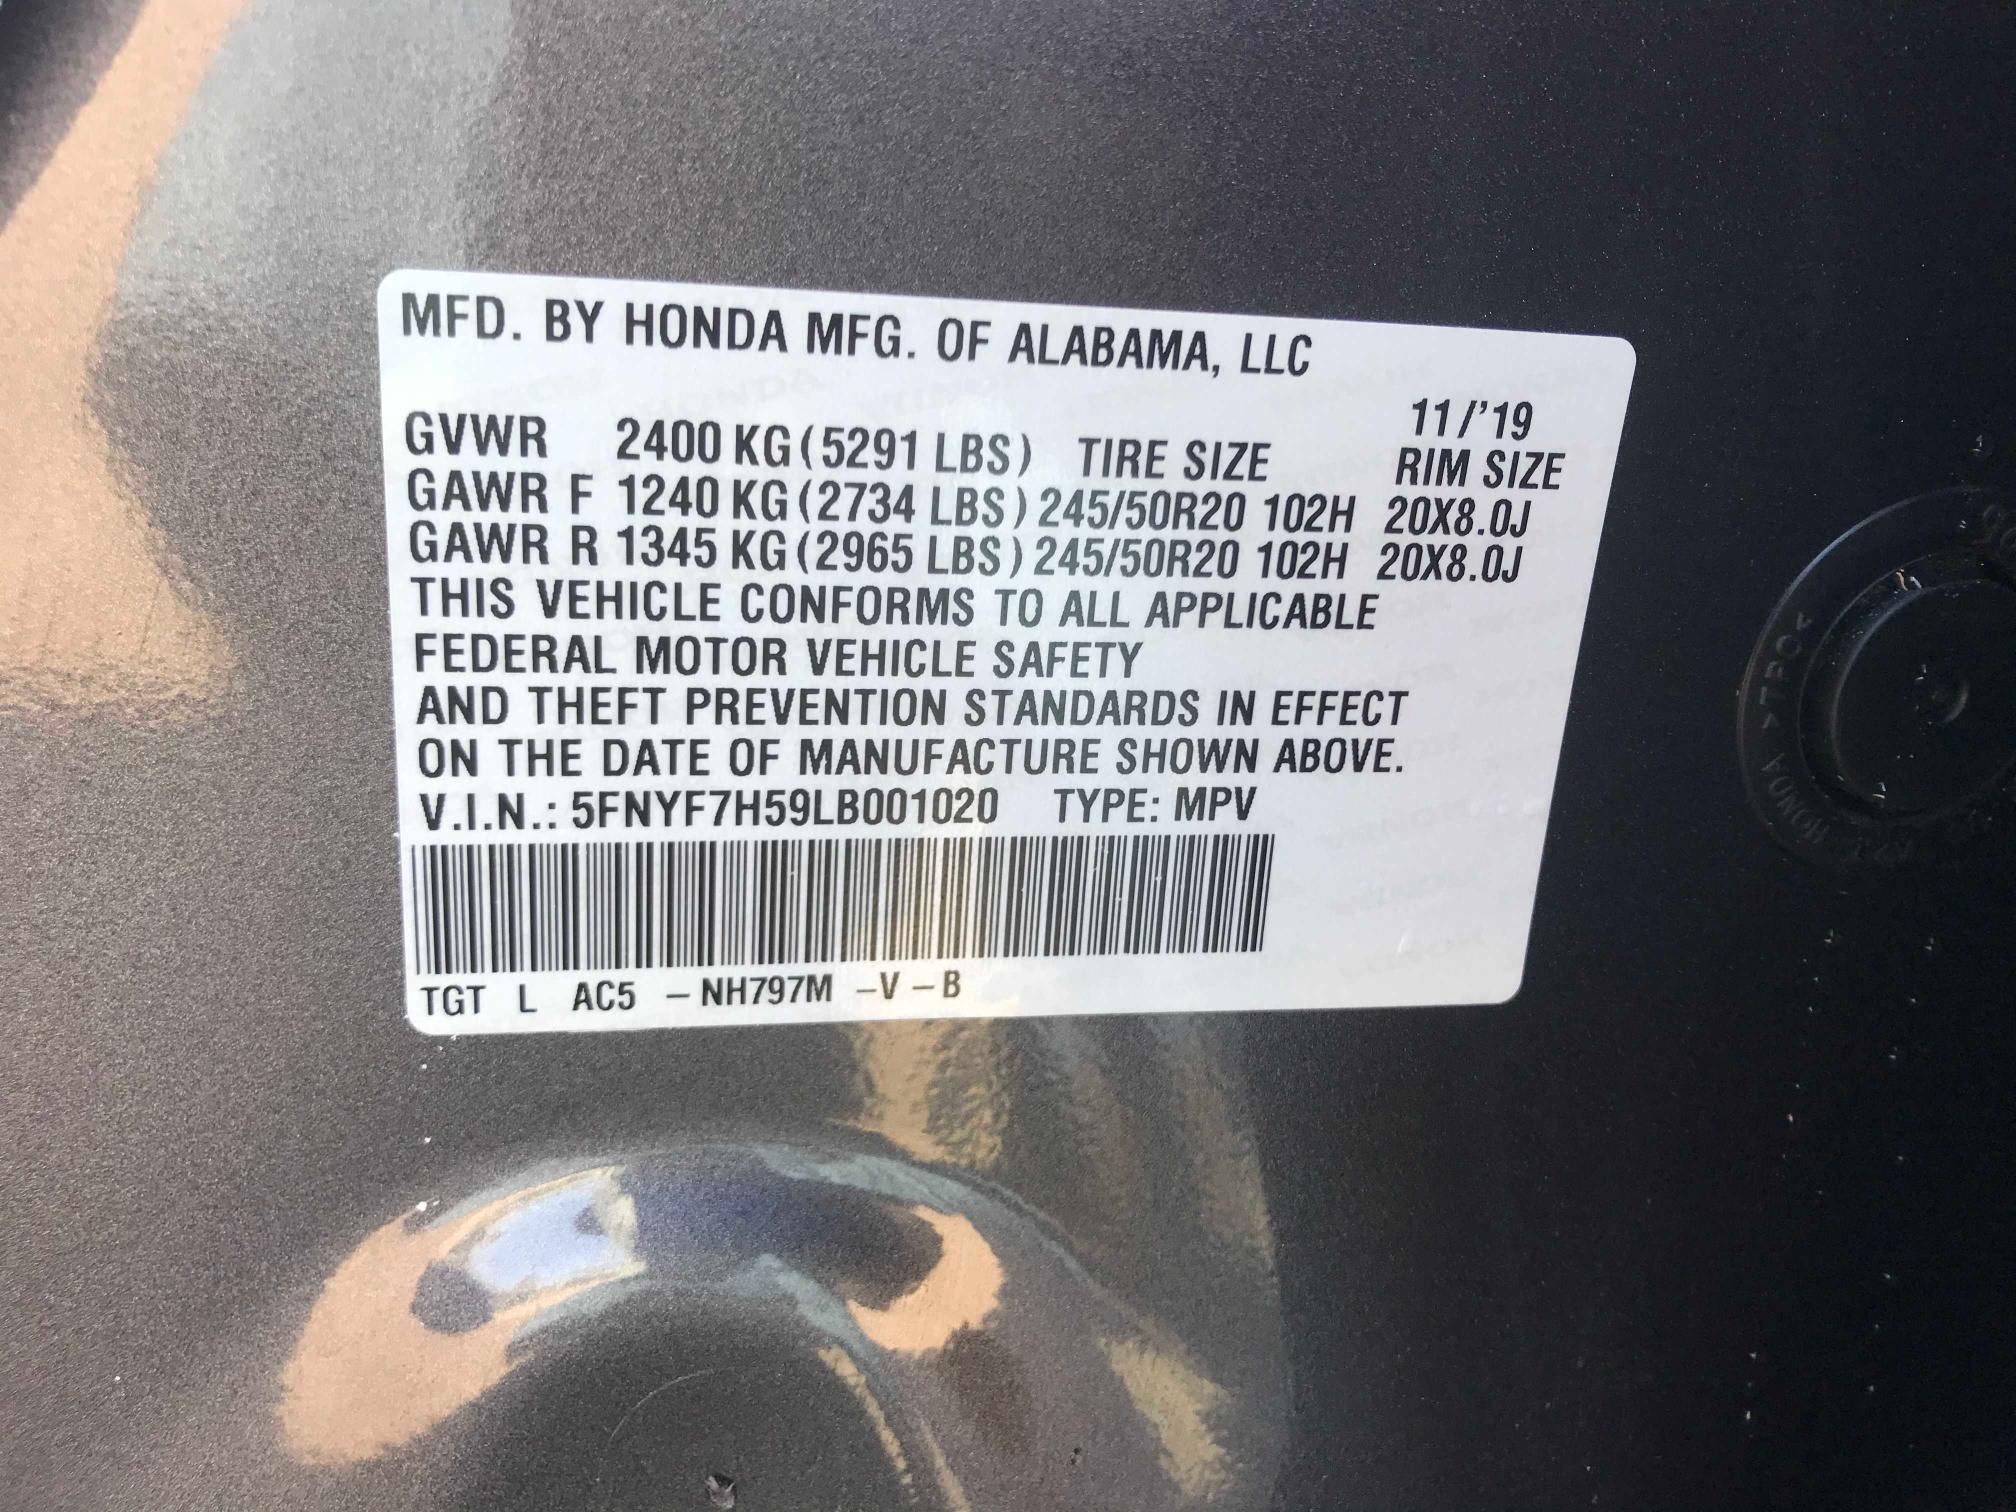 MFD. BY HONDA MFG. OF ALABAMA, LLC
11/'19
GVWR 2400 KG (5291 LBS) TIRE SIZE RIM SIZE
GAWR F 1240 KG (2734 LBS) 245/50R20 102H 20X8.0J
GAWR R 1345 KG (2965 LBS) 245/50R20 102H 20X8.0J
THIS VEHICLE CONFORMS TO ALL APPLICABLE
FEDERAL MOTOR VEHICLE SAFETY
AND THEFT PREVENTION STANDARDS IN EFFECT
ON THE DATE OF MANUFACTURE SHOWN ABOVE.
V.I.N.: 5FNYF7H59LB001020 TYPE: MPV
TGT L AC5 -NH797M -V-B
HONDA >TPO<